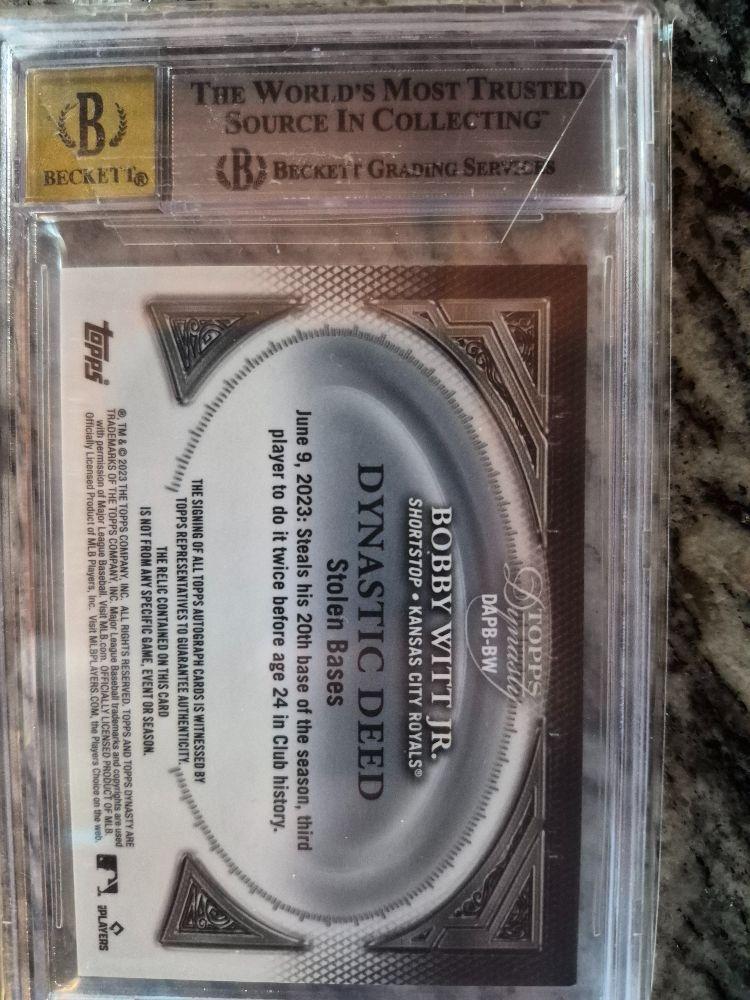 B
BECKETT®
THE WORLD'S MOST TRUSTED
SOURCE IN COLLECTING™
B BECKETT GRADING SERVICES
TOPPS
Dynasty
DAPB-BW
BOBBY WITT JR.
SHORTSTOP • KANSAS CITY ROYALS®
DYNASTIC DEED
Stolen Bases
June 9, 2023: Steals his 20th base of the season, third
player to do it twice before age 24 in Club history.
THE SIGNING OF ALL TOPPS AUTOGRAPH CARDS IS WITNESSED BY
TOPPS REPRESENTATIVES TO GUARANTEE AUTHENTICITY.
THE RELIC CONTAINED ON THIS CARD
IS NOT FROM ANY SPECIFIC GAME, EVENT OR SEASON.
topps®
®, TM & © 2023 THE TOPPS COMPANY, INC. ALL RIGHTS RESERVED. TOPPS AND TOPPS DYNASTY ARE
TRADEMARKS OF THE TOPPS COMPANY, INC. Major League Baseball trademarks and copyrights are used
with permission of Major League Baseball. Visit MLB.com. OFFICIALLY LICENSED PRODUCT OF MLB
Officially Licensed Product of MLB Players, Inc. Visit MLBPLAYERS.COM, the Players Choice on the web.
PLAYERS